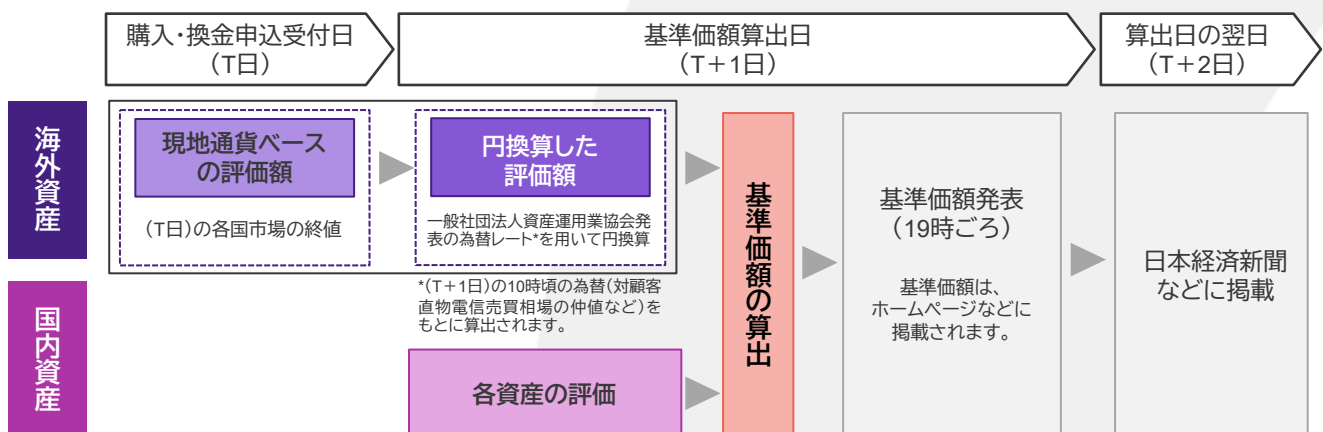 購入・換金申込受付日
(T日)
基準価額算出日
(T＋1日)
算出日の翌日
(T＋2日)
海外資産
現地通貨ベース
の評価額
(T日)の各国市場の終値
円換算した
評価額
一般社団法人資産運用業協会発
表の為替レート*を用いて円換算
*(T＋1日)の10時頃の為替(対顧客
直物電信売買相場の仲値など)を
もとに算出されます。
国内資産
各資産の評価
基準価額の算出
基準価額発表
(19時ごろ)
基準価額は、
ホームページなどに
掲載されます。
日本経済新聞
などに掲載